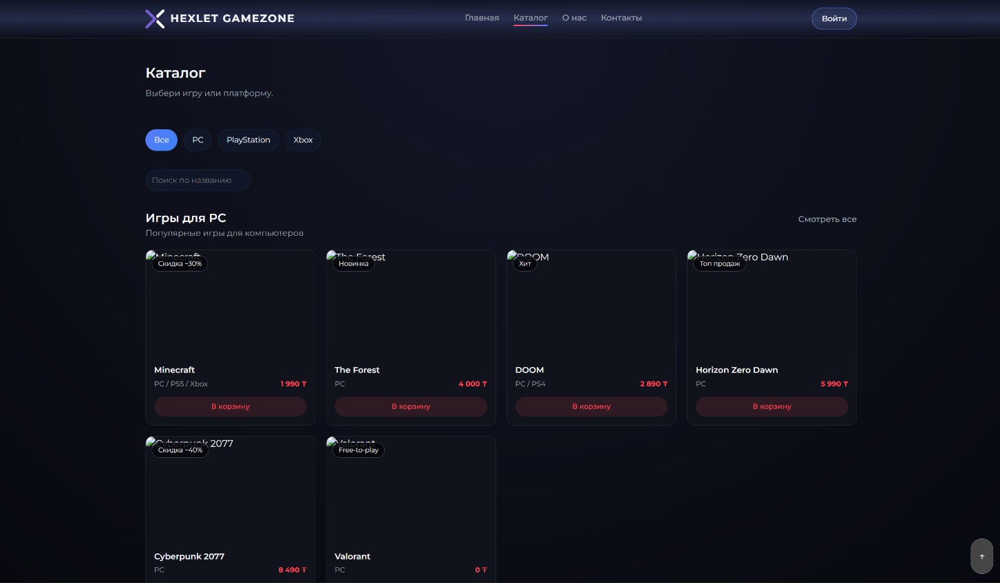 HEXLET GAMEZONE
Главная Каталог О нас Контакты
Войти
Каталог
Выбери игру или платформу.
Все PC PlayStation Xbox
Поиск по названию
Игры для PC
Смотреть все
Популярные игры для компьютеров
Minecraft
Скидка −30%
The Forest
Новинка
DOOM
Хит
Horizon Zero Dawn
Топ продаж
Minecraft
PC / PS5 / Xbox 1 990 ₸
В корзину
The Forest
PC 4 000 ₸
В корзину
DOOM
PC / PS4 2 890 ₸
В корзину
Horizon Zero Dawn
PC 5 990 ₸
В корзину
Cyberpunk 2077
Скидка −40%
Valorant
Free-to-play
Cyberpunk 2077
PC 8 490 ₸
Valorant
PC 0 ₸
↑